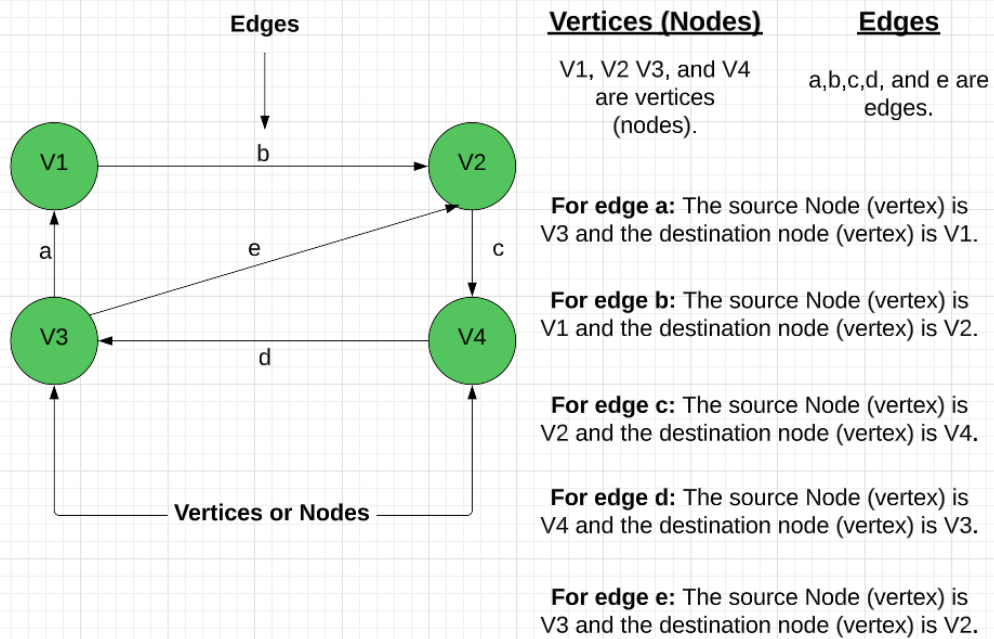 Edges
Vertices (Nodes)
Edges
V1, V2 V3, and V4
are vertices
(nodes).
a,b,c,d, and e are
edges.
V1
b
V2
a
e
c
V3
d
V4
Vertices or Nodes
For edge a: The source Node (vertex) is
V3 and the destination node (vertex) is V1.
For edge b: The source Node (vertex) is
V1 and the destination node (vertex) is V2.
For edge c: The source Node (vertex) is
V2 and the destination node (vertex) is V4.
For edge d: The source Node (vertex) is
V4 and the destination node (vertex) is V3.
For edge e: The source Node (vertex) is
V3 and the destination node (vertex) is V2.